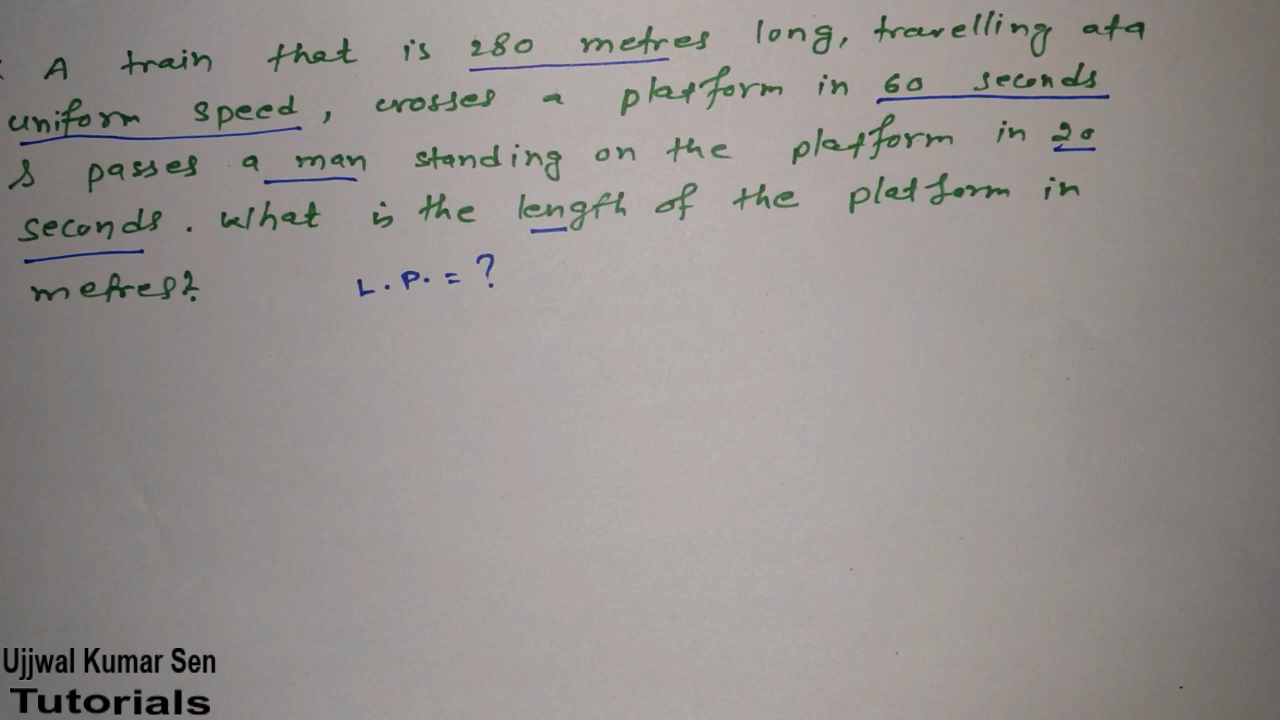 A train that is 280 metres long, travelling at a
uniform speed, crosses a platform in 60 seconds
& passes a man standing on the platform in 20
seconds. What is the length of the platform in
metres?
L.P. = ?
Ujjwal Kumar Sen
Tutorials